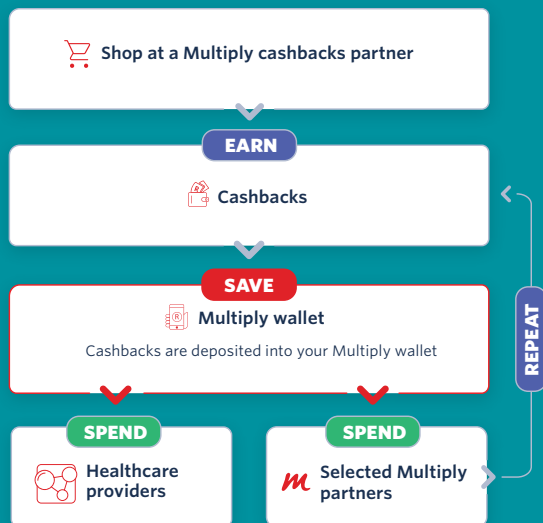 Shop at a Multiply cashbacks partner
EARN
Cashbacks
SAVE
Multiply wallet
Cashbacks are deposited into your Multiply wallet
REPEAT
SPEND
Healthcare
providers
SPEND
m Selected Multiply
partners